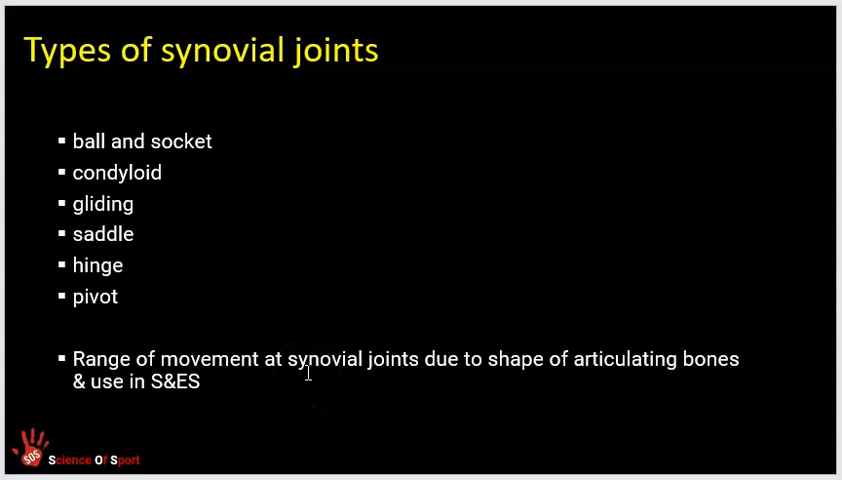 Types of synovial joints
▪ ball and socket
▪ condyloid
▪ gliding
▪ saddle
▪ hinge
▪ pivot
▪ Range of movement at synovial joints due to shape of articulating bones
& use in S&ES
SOS
Science Of Sport